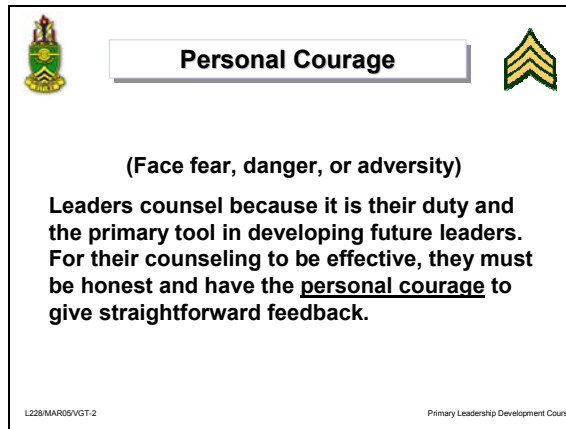 Personal Courage
(Face fear, danger, or adversity)
Leaders counsel because it is their duty and
the primary tool in developing future leaders.
For their counseling to be effective, they must
be honest and have the personal courage to
give straightforward feedback.
L228/MAR05/VGT-2
Primary Leadership Development Cours